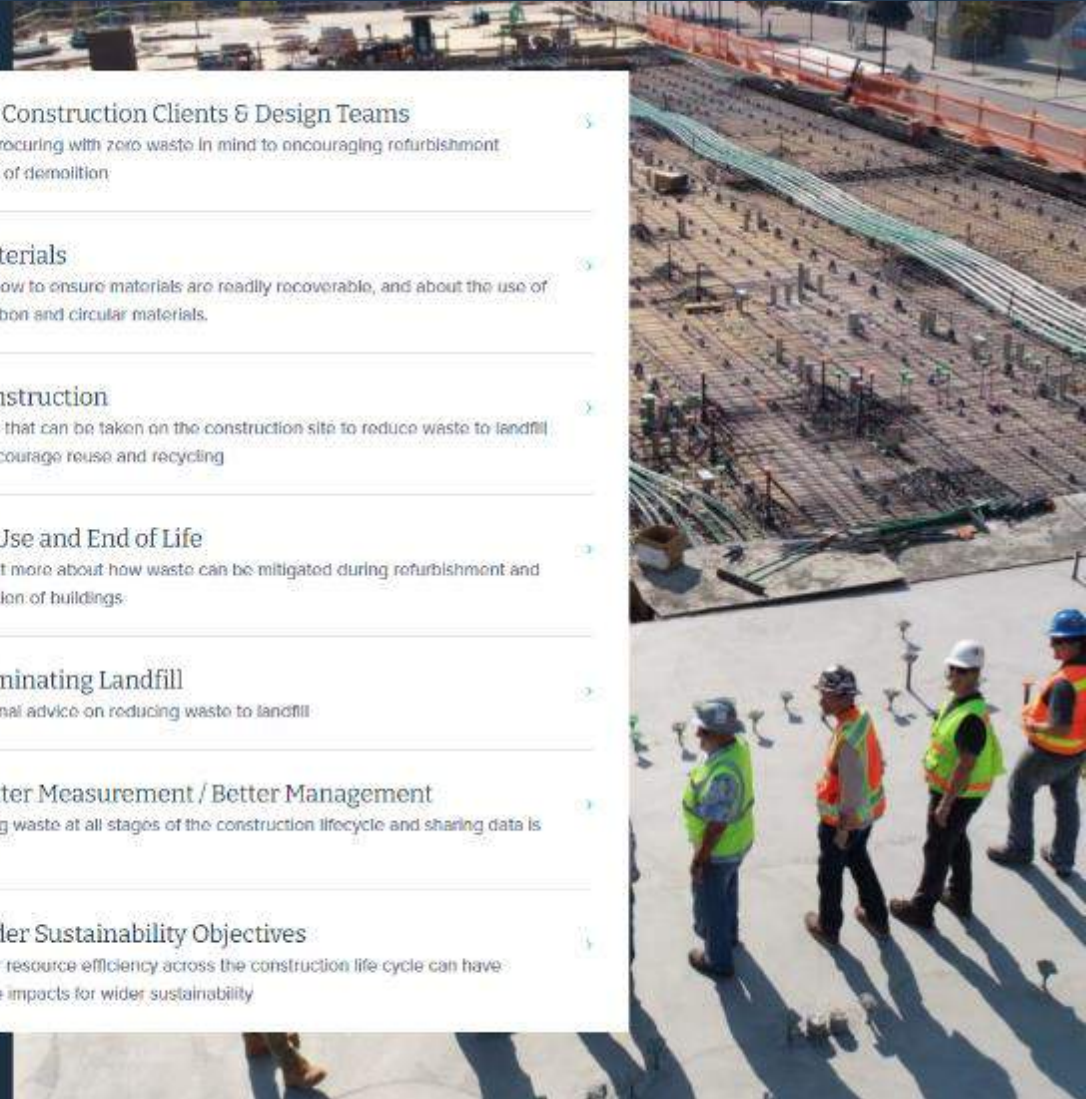 Construction Clients & Design Teams
rocuring with zero waste in mind to encouraging refurbishment
of demolition
terials
ow to ensure materials are readily recoverable, and about the use of
bon and circular materials.
nstruction
that can be taken on the construction site to reduce waste to landfill
courage reuse and recycling
Use and End of Life
t more about how waste can be mitigated during refurbishment and
ion of buildings
minating Landfill
nal advice on reducing waste to landfill
ter Measurement / Better Management
g waste at all stages of the construction lifecycle and sharing data is
der Sustainability Objectives
r resource efficiency across the construction life cycle can have
e impacts for wider sustainability